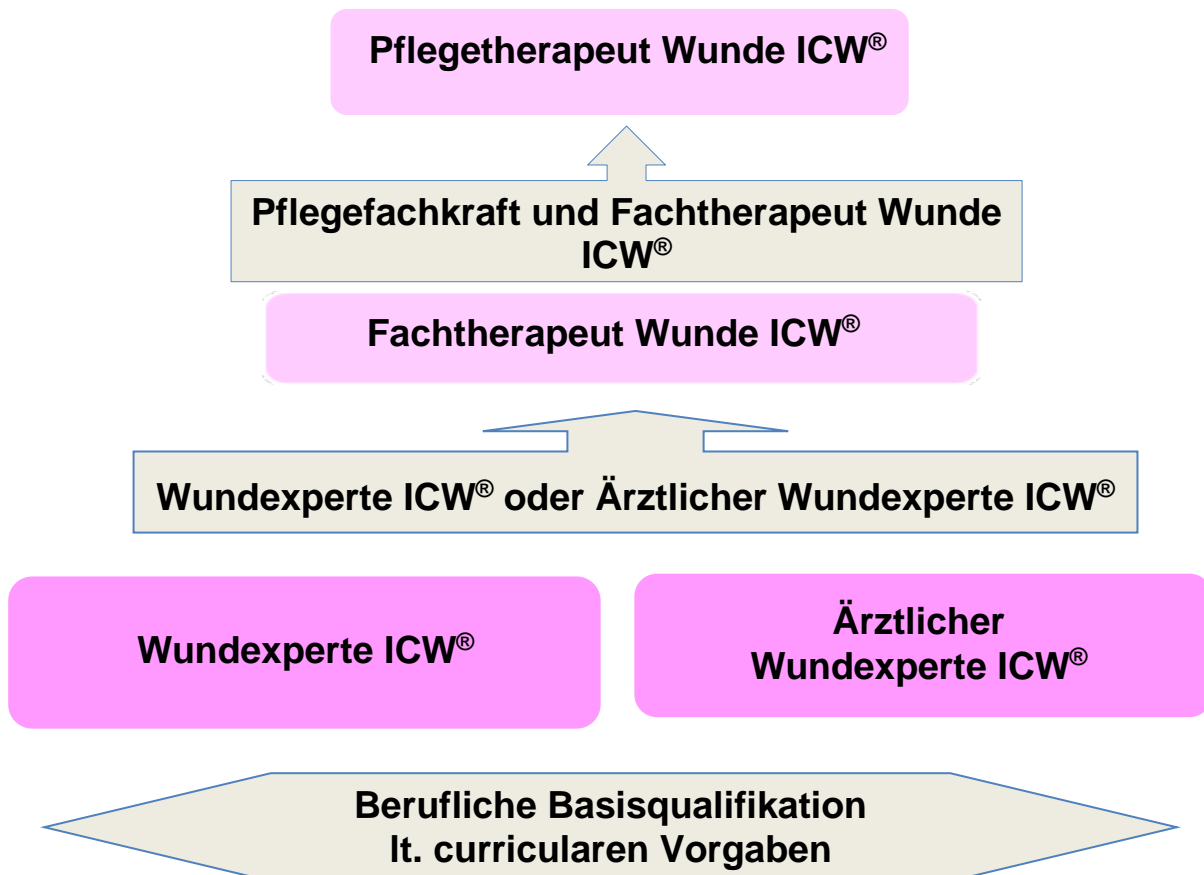 Pflegetherapeut Wunde ICW®
Pflegefachkraft und Fachtherapeut Wunde
ICW®
Fachtherapeut Wunde ICW®
Wundexperte ICW® oder Ärztlicher Wundexperte ICW®
Wundexperte ICW®
Ärztlicher
Wundexperte ICW®
Berufliche Basisqualifikation
lt. curricularen Vorgaben